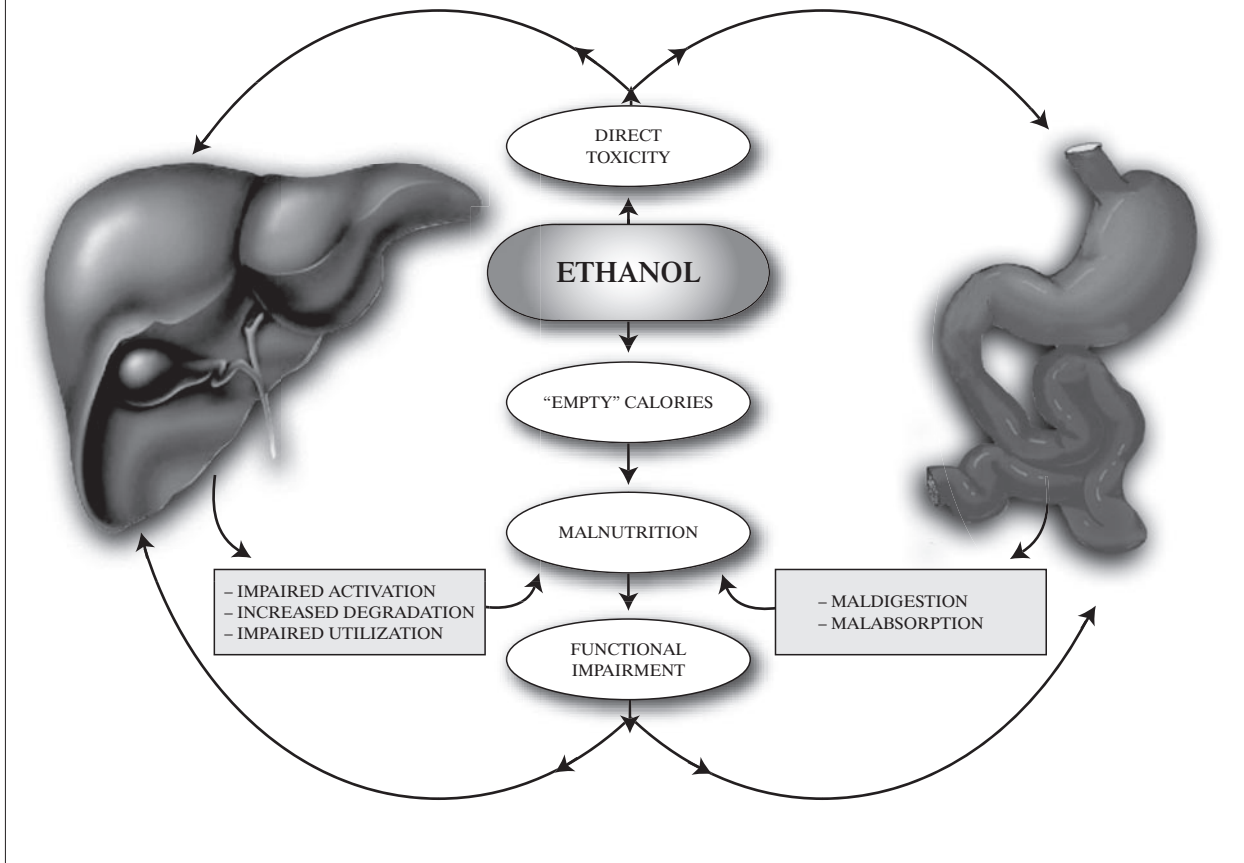 DIRECT
TOXICITY
ETHANOL
“EMPTY” CALORIES
MALNUTRITION
– IMPAIRED ACTIVATION
– INCREASED DEGRADATION
– IMPAIRED UTILIZATION
– MALDIGESTION
– MALABSORPTION
FUNCTIONAL
IMPAIRMENT